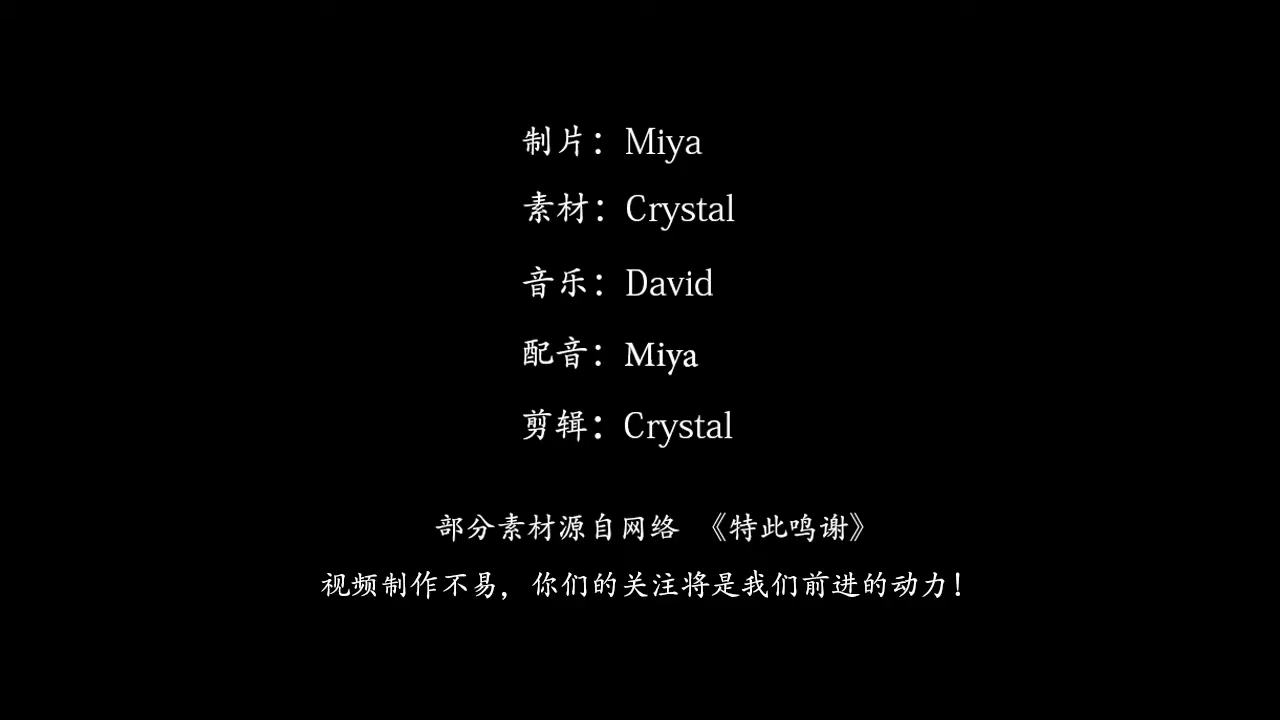 制片：Miya
素材：Crystal
音乐：David
配音：Miya
剪辑：Crystal
部分素材源自网络 《特此鸣谢》
视频制作不易，你们的关注将是我们前进的动力！